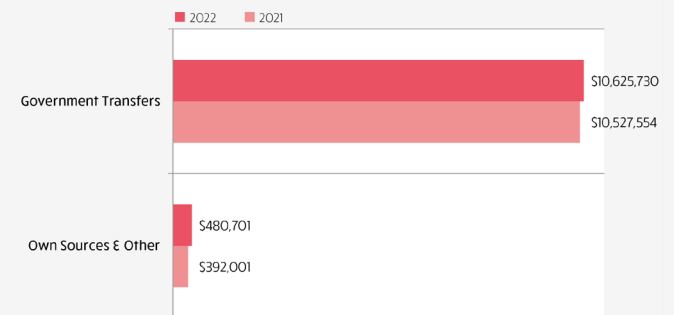 2022 2021
Government Transfers
$10,625,730
$10,527,554
Own Sources & Other
$480,701
$392,001